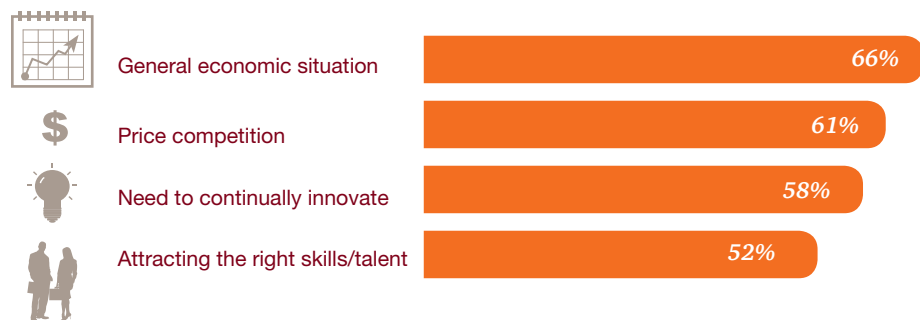 General economic situation
66%
$
Price competition
61%
Need to continually innovate
58%
Attracting the right skills/talent
52%